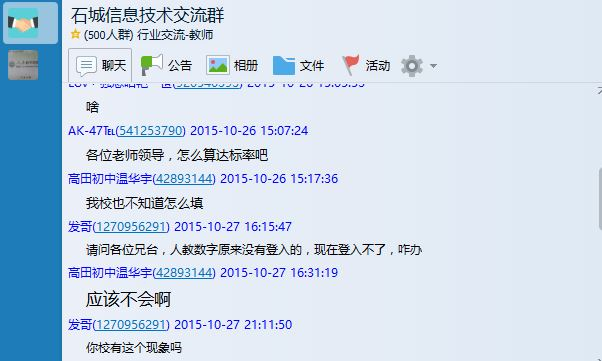 石城信息技术交流群
(500人群) 行业交流-教师
聊天 公告 相册 文件 活动
啥
AK-47℡(541253790) 2015-10-26 15:07:24
各位老师领导，怎么算达标率吧
高田初中温华宇(42893144) 2015-10-26 15:17:36
我校也不知道怎么填
发哥(1270956291) 2015-10-27 16:15:47
请问各位兄台，人教数字原来没有登入的，现在登入不了，咋办
高田初中温华宇(42893144) 2015-10-27 16:31:19
应该不会啊
发哥(1270956291) 2015-10-27 21:11:50
你校有这个现象吗